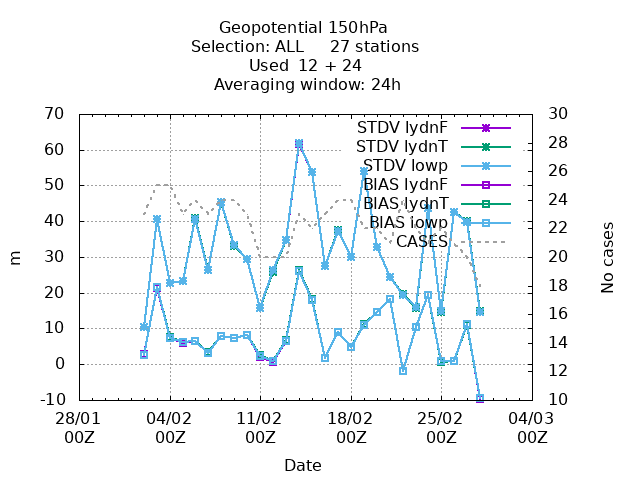 Geopotential 150hPa
Selection: ALL     27 stations
Used  12 + 24
Averaging window: 24h
STDV lydnF
STDV lydnT
STDV lowp
BIAS lydnF
BIAS lydnT
BIAS lowp
CASES
70
60
50
40
30
20
10
0
-10
m
30
28
26
24
22
20
18
16
14
12
10
No cases
28/01 04/02 11/02 18/02 25/02 04/03
00Z 00Z 00Z 00Z 00Z 00Z
Date